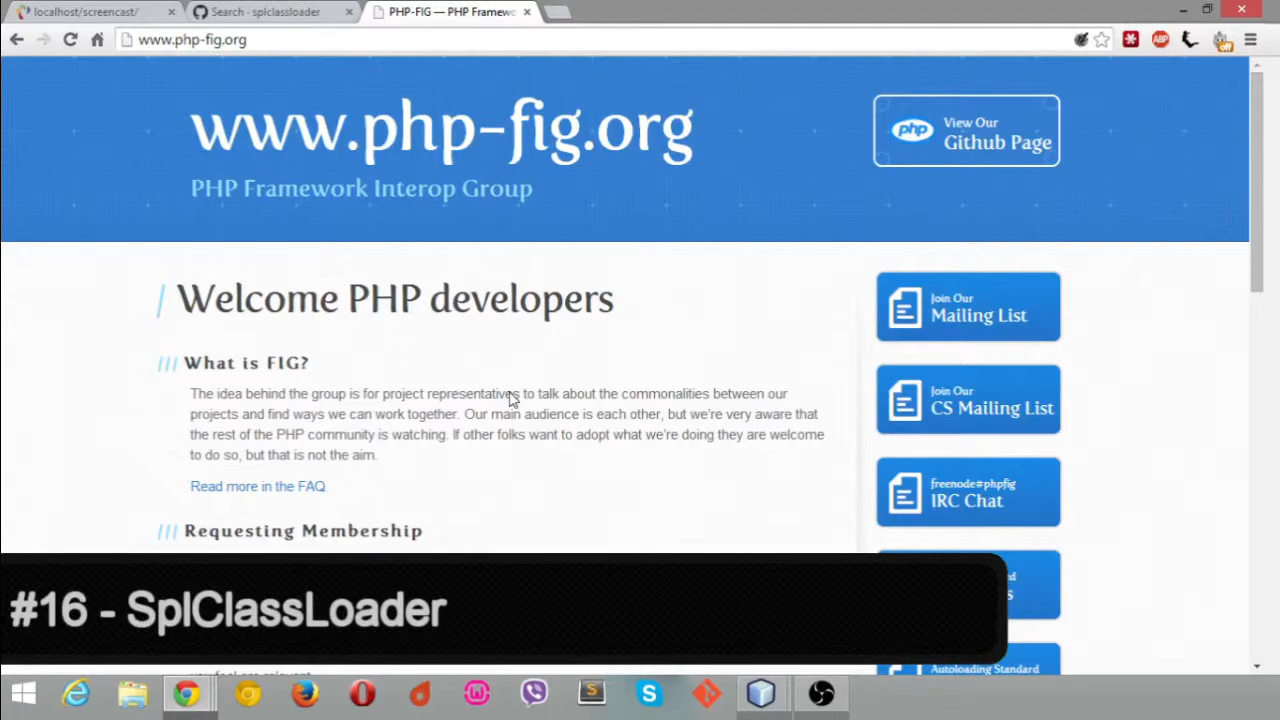 localhost/screencast/
Search · splclassloader
PHP-FIG — PHP Framewo
www.php-fig.org
ABP
off
www.php-fig.org
PHP Framework Interop Group
php
View Our
Github Page
Welcome PHP developers
Join Our
Mailing List
/// What is FIG?
The idea behind the group is for project representatives to talk about the commonalities between our
projects and find ways we can work together. Our main audience is each other, but we're very aware that
the rest of the PHP community is watching. If other folks want to adopt what we're doing they are welcome
to do so, but that is not the aim.
Join Our
CS Mailing List
Read more in the FAQ
freenode#phpfig
IRC Chat
/// Requesting Membership
#16 - SplClassLoader
Autoloading Standard